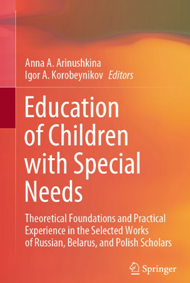 Anna A. Arinushkina
Igor A. Korobeynikov Editors
Education
of Children
with Special
Needs
Theoretical Foundations and Practical
Experience in the Selected Works
of Russian, Belarus, and Polish Scholars
Springer